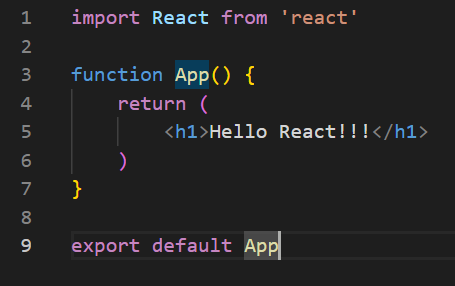 1 import React from 'react'
2
3 function App() {
4     return (
5         <h1>Hello React!!!</h1>
6     )
7 }
8
9 export default App